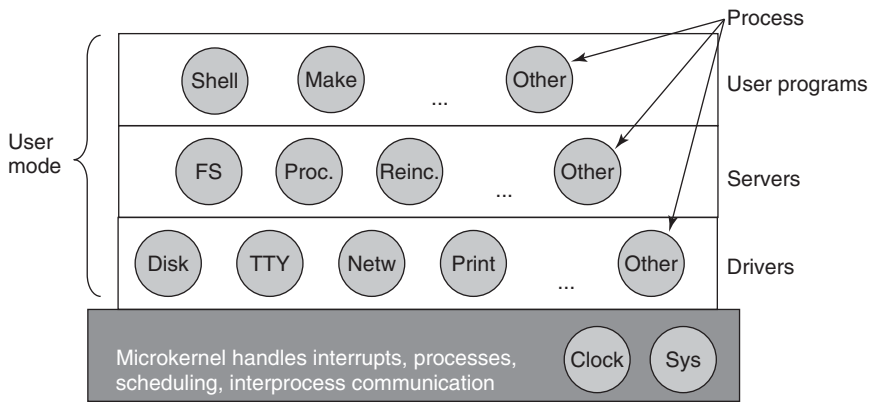 Process
Shell Make ... Other
User programs
User
mode
FS Proc. Reinc. ... Other
Servers
Disk TTY Netw Print ... Other
Drivers
Microkernel handles interrupts, processes,
scheduling, interprocess communication
Clock Sys